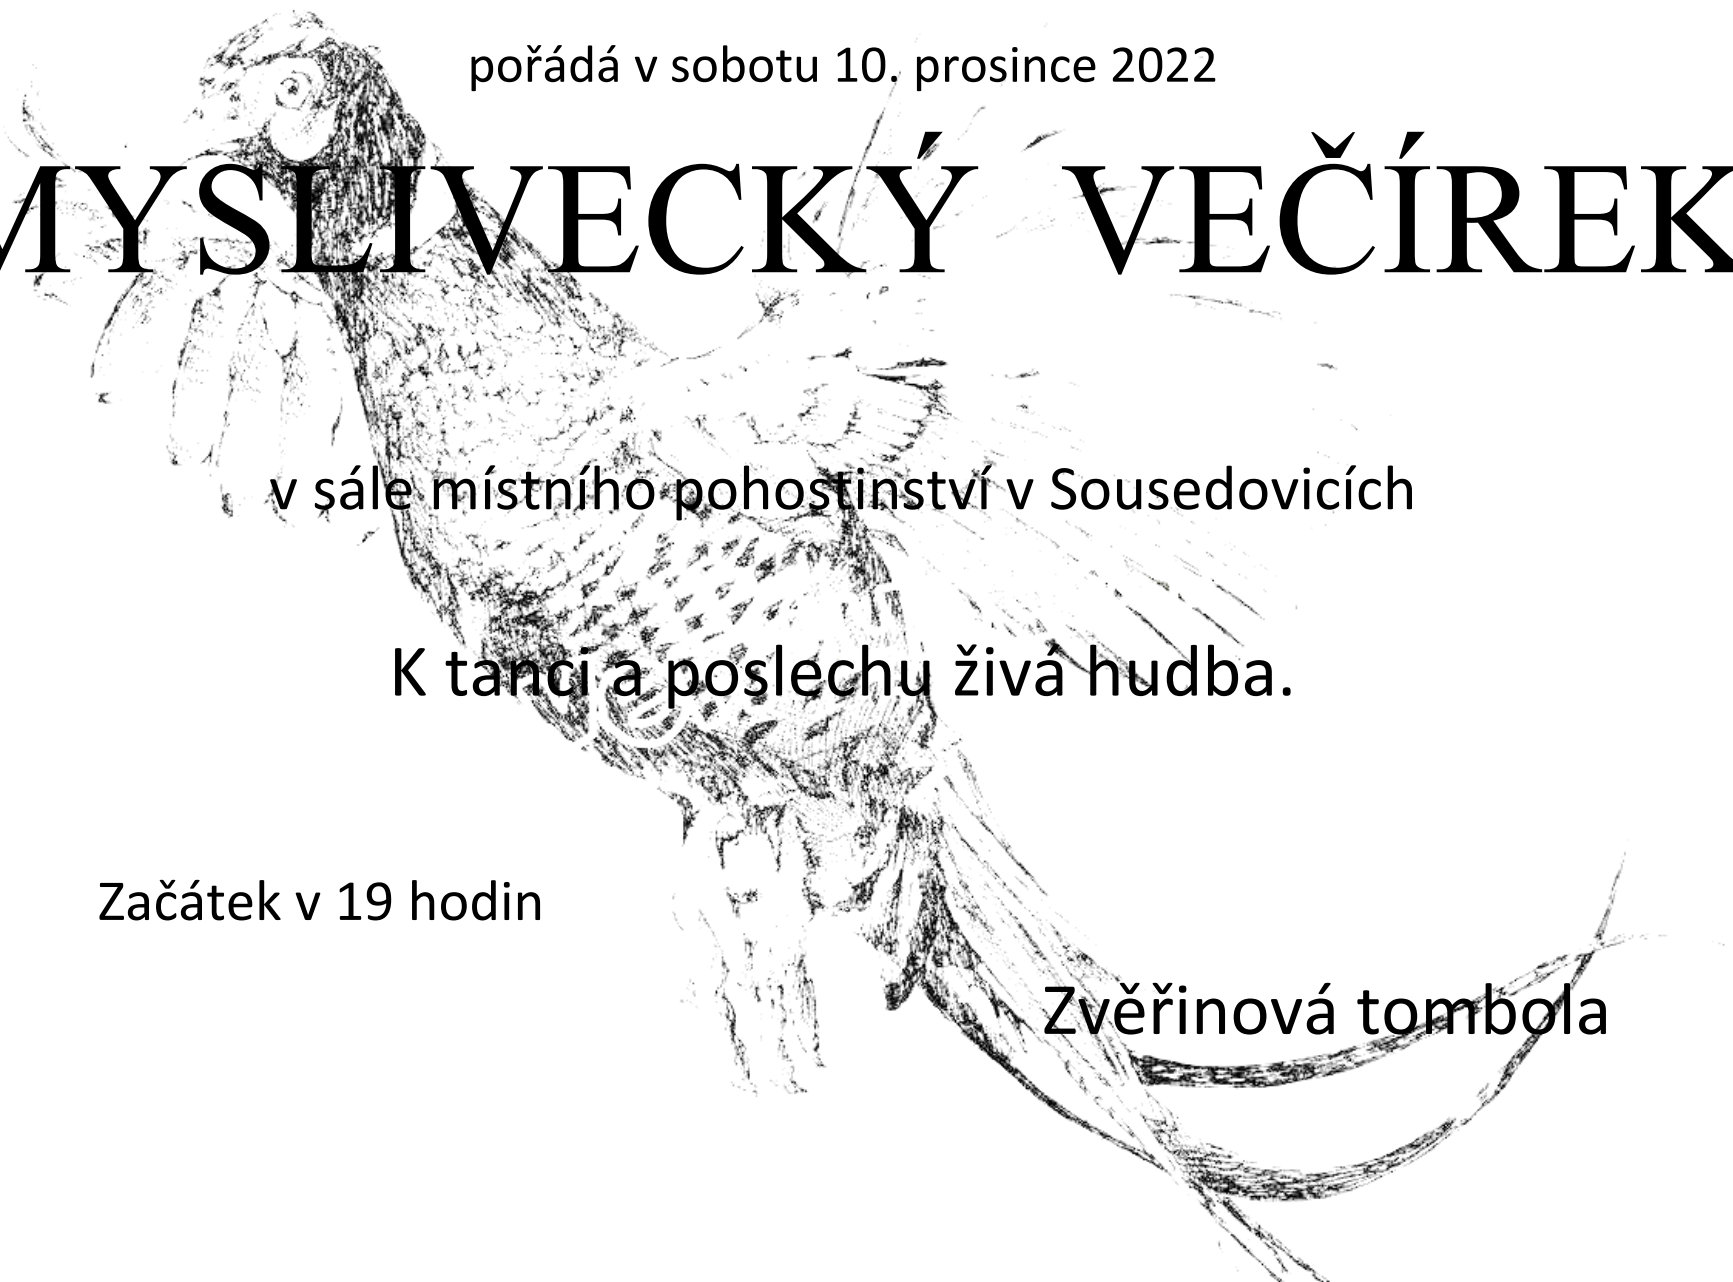 pořádá v sobotu 10. prosince 2022
MYSLIVECKÝ VEČÍREK
v sále místního pohostinství v Sousedovicích
K tanci a poslechu živá hudba.
Začátek v 19 hodin
Zvěřinová tombola